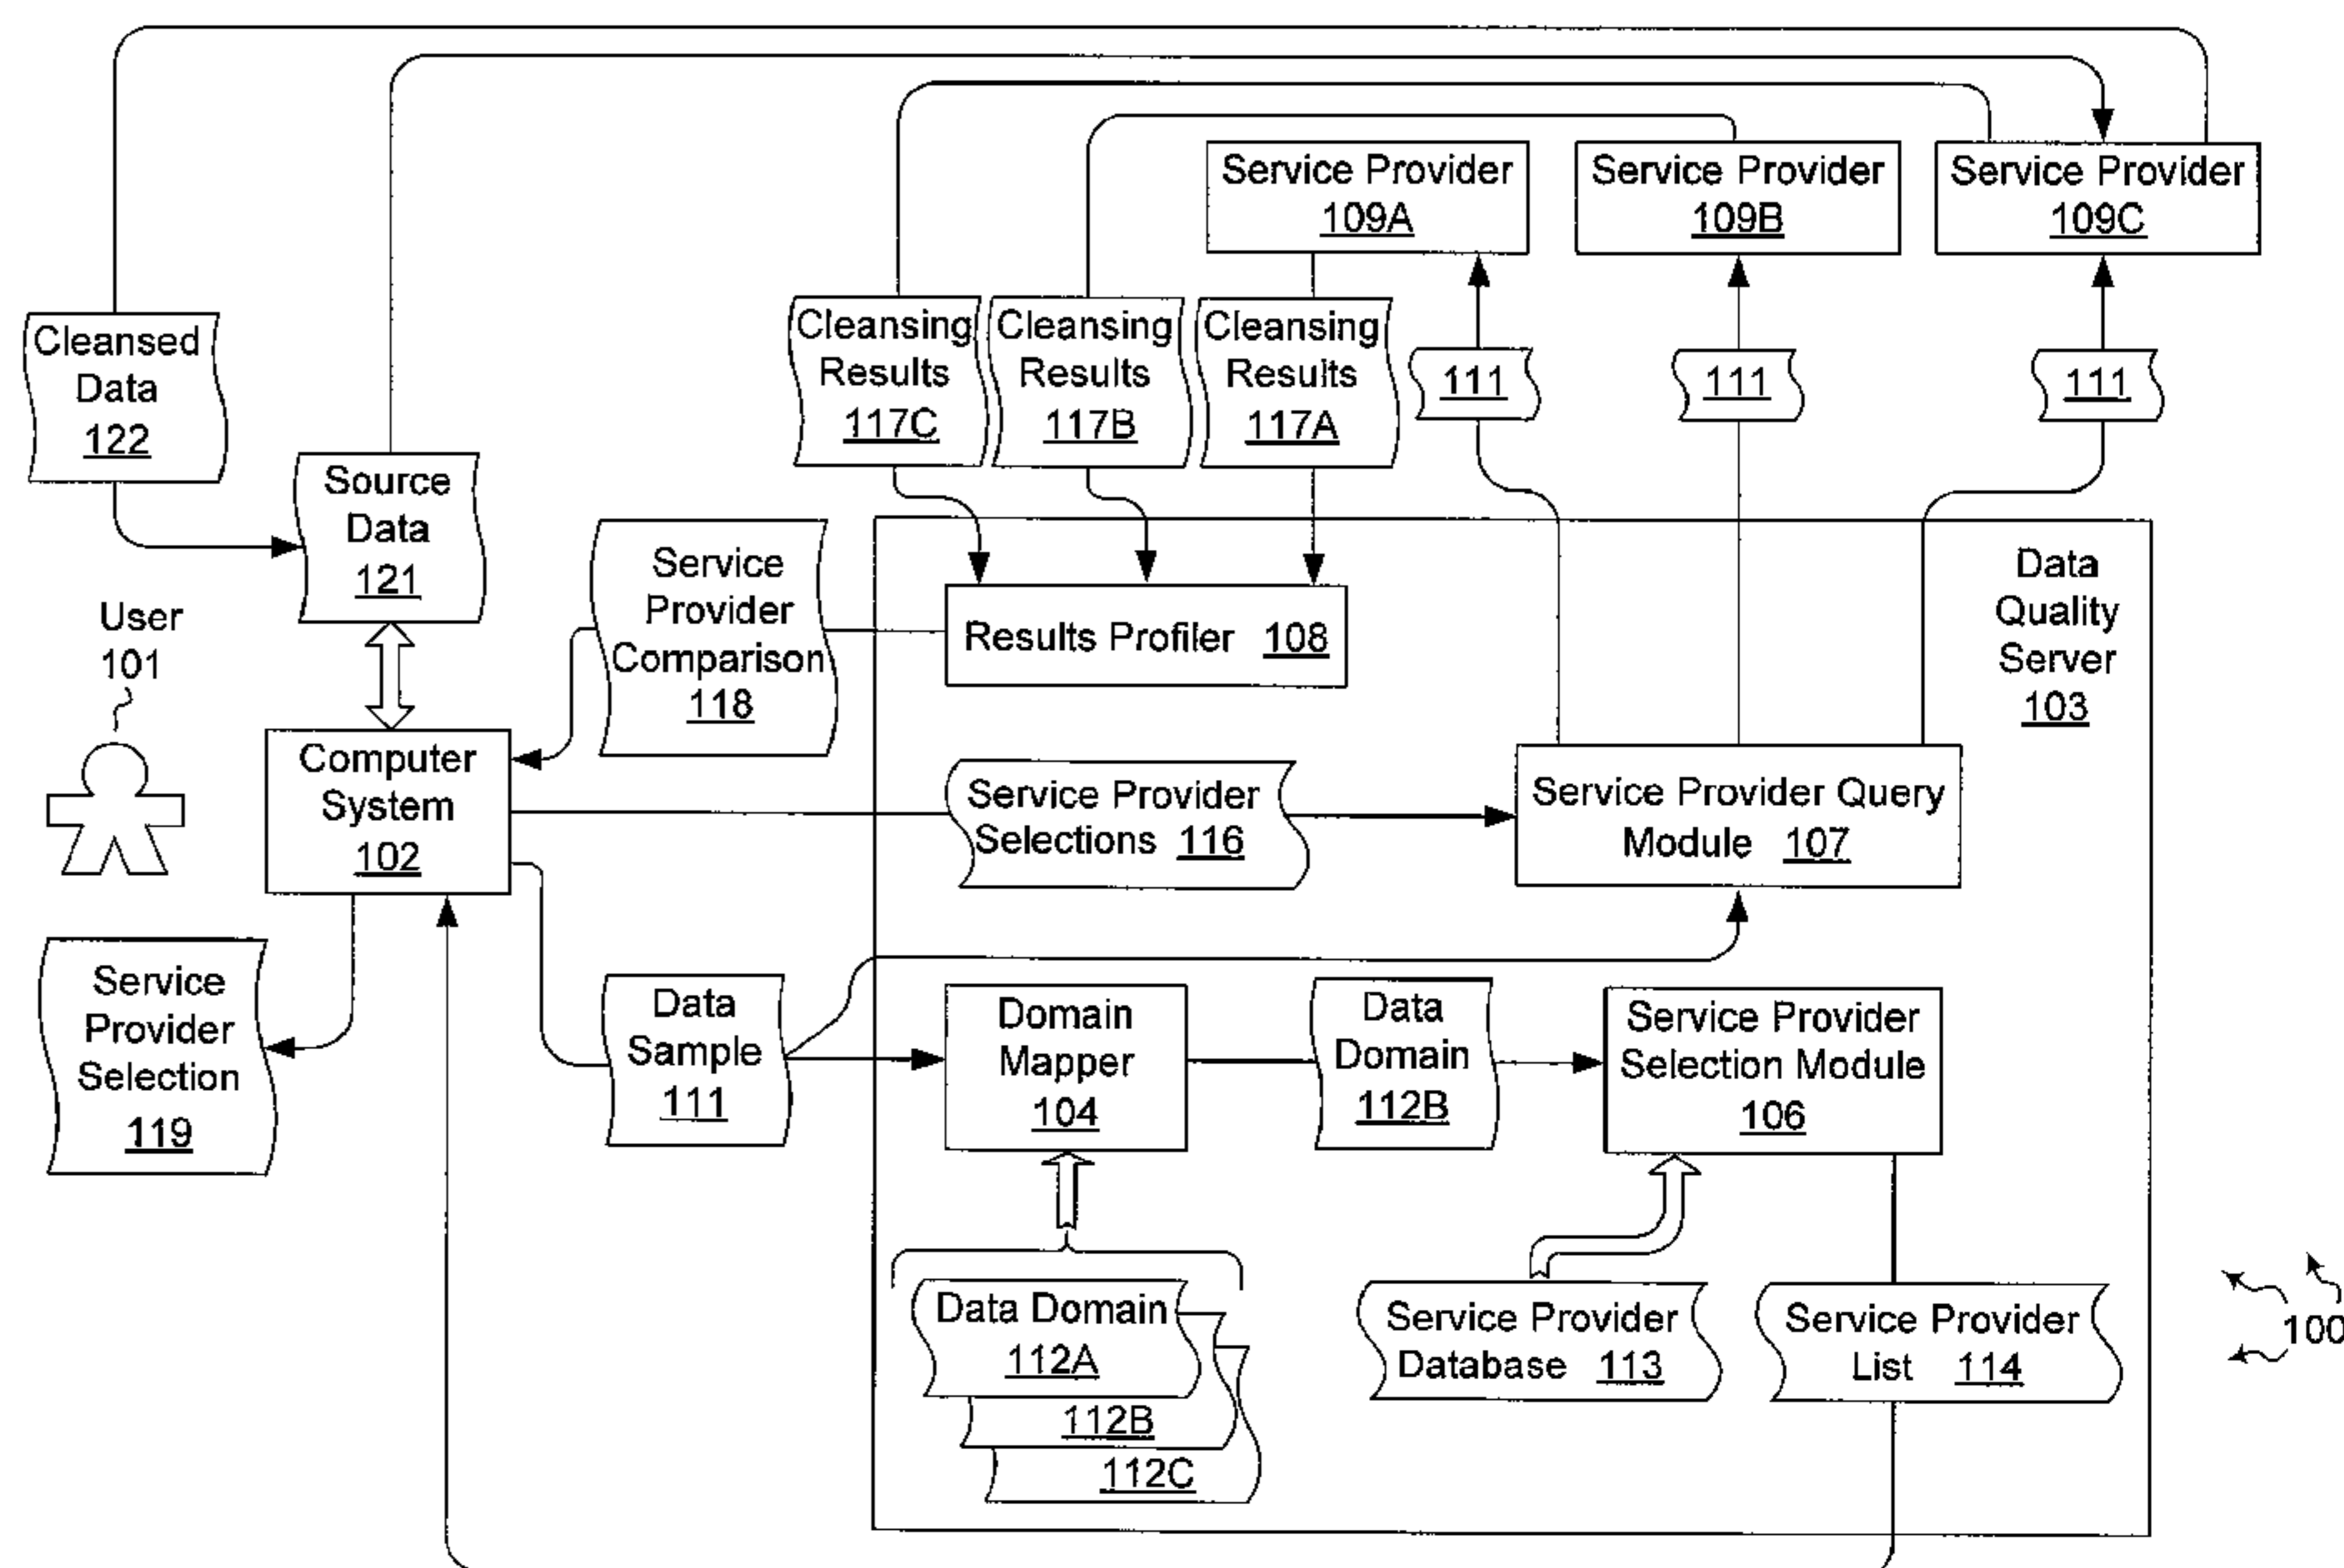 Service Provider
109A
Service Provider
109B
Service Provider
109C
Cleansed
Data
122
Cleansing
Results
117C
Cleansing
Results
117B
Cleansing
Results
117A
111
111
111
Source
Data
121
Service
Provider
Comparison
118
Results Profiler 108
Data
Quality
Server
103
User
101
Computer
System
102
Service Provider
Selections 116
Service Provider Query
Module 107
Service
Provider
Selection
119
Data
Sample
111
Domain
Mapper
104
Data
Domain
112B
Service Provider
Selection Module
106
Data Domain
112A
112B
112C
Service Provider
Database 113
Service Provider
List 114
100